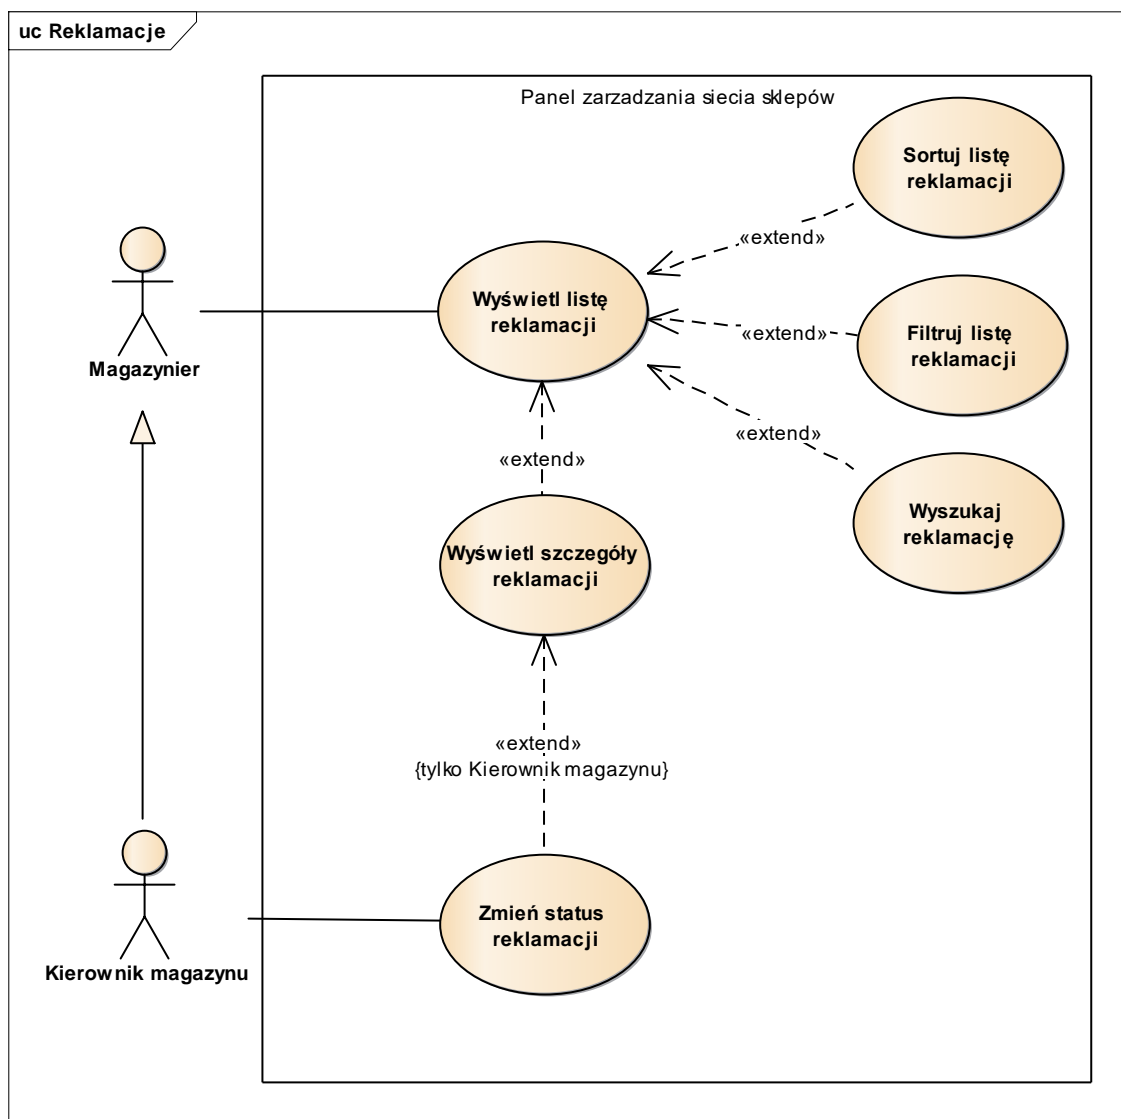 uc Reklamacje
Panel zarzadzania siecia sklepów
Sortuj listę
reklamacji
«extend»
Wyświetl listę
reklamacji
Filtruj listę
reklamacji
«extend»
Magazynier
«extend»
«extend»
Wyszukaj
reklamację
Wyświetl szczegóły
reklamacji
«extend»
{tylko Kierownik magazynu}
Zmień status
reklamacji
Kierownik magazynu